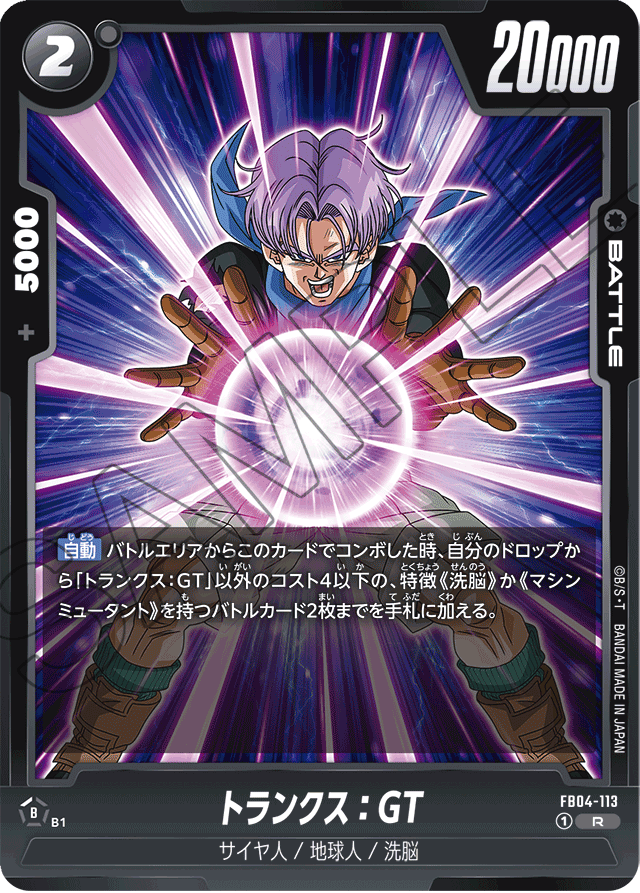 2
20000
+ 5000
BATTLE
SAMPLE
自動 バトルエリアからこのカードでコンボした時、自分のドロップか
ら「トランクス：GT」以外のコスト4以下の、特徴《洗脳》か《マシン
ミュータント》を持つバトルカード2枚までを手札に加える。
©B/S・T BANDAI MADE IN JAPAN
B B1
トランクス：GT
FB04-113
1 R
サイヤ人 / 地球人 / 洗脳